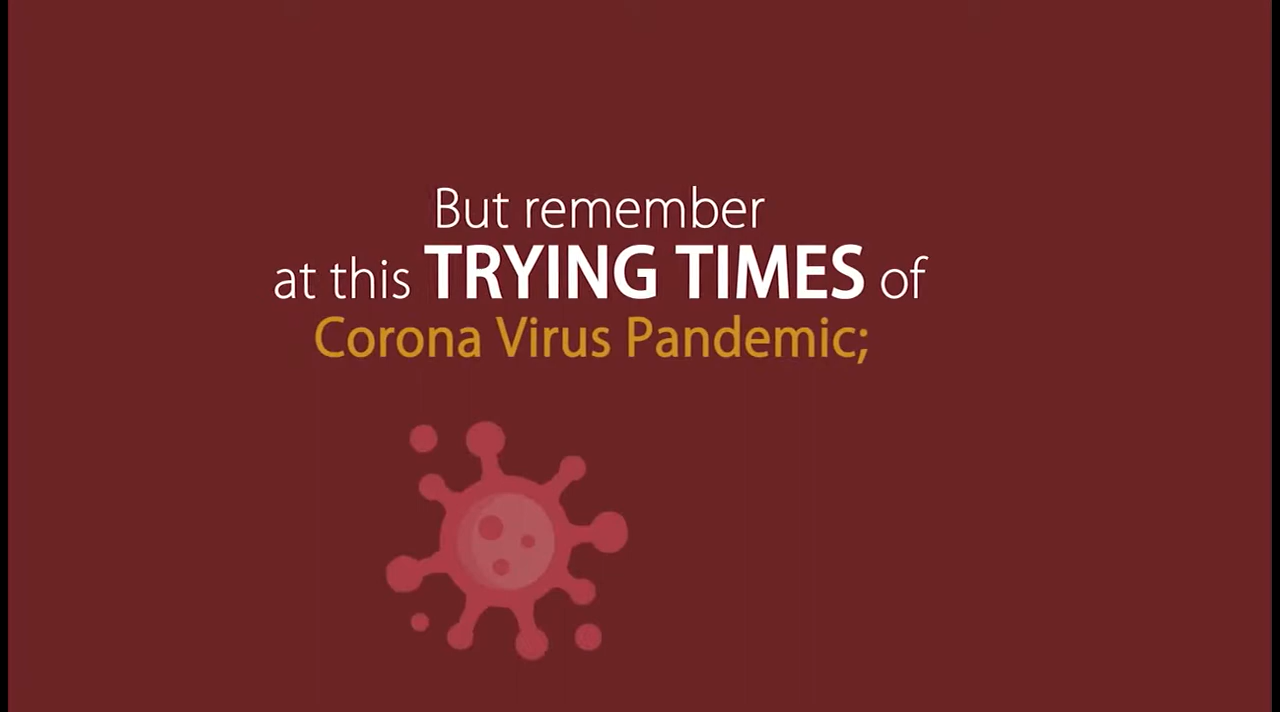 But remember
at this TRYING TIMES of
Corona Virus Pandemic;